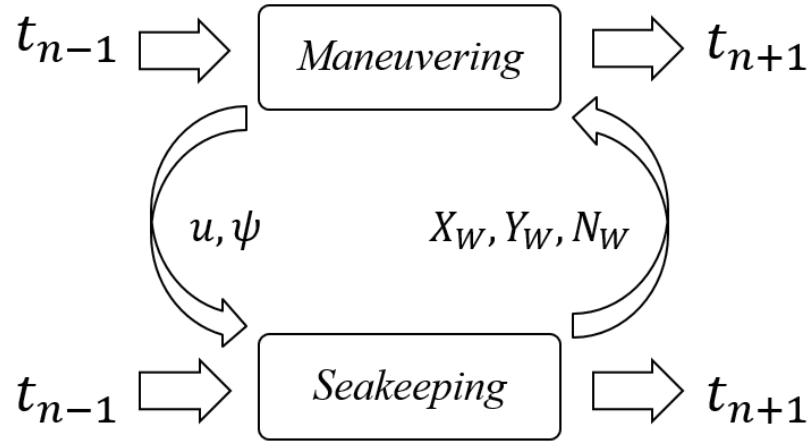 t_{n-1} Maneuvering t_{n+1}
u, ψ X_W, Y_W, N_W
t_{n-1} Seakeeping t_{n+1}